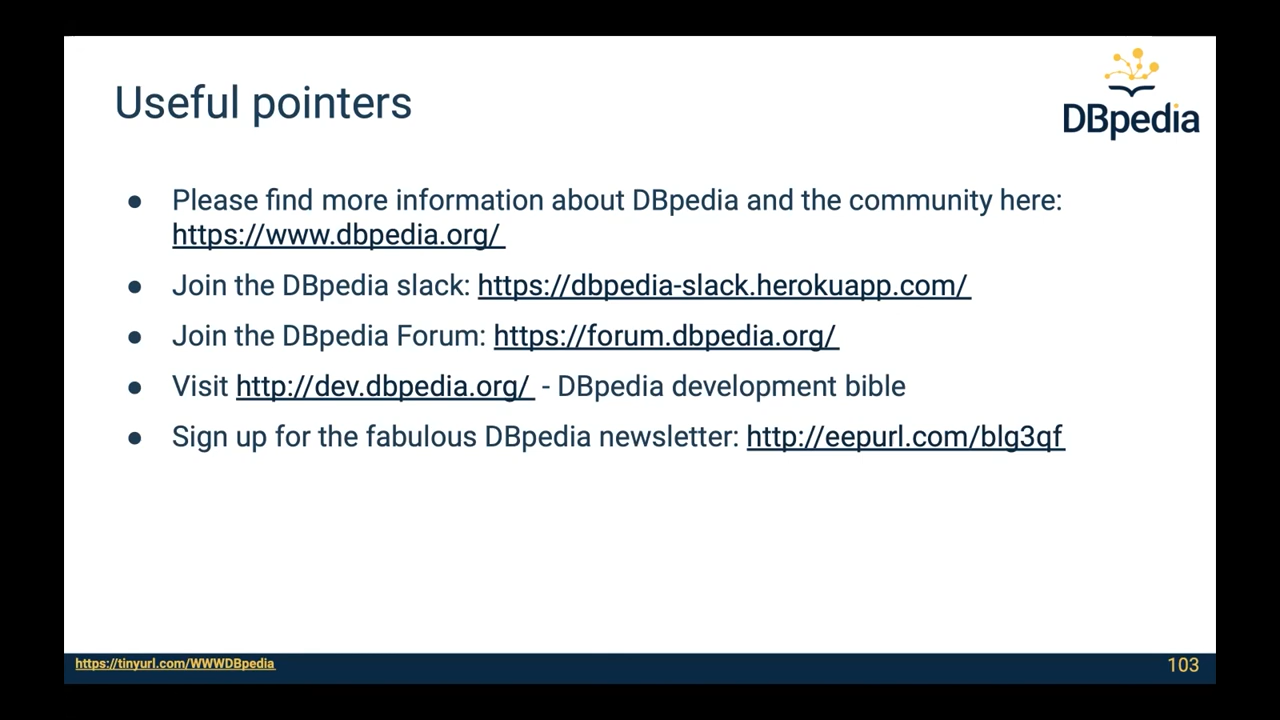 Useful pointers
DBpedia
● Please find more information about DBpedia and the community here:
https://www.dbpedia.org/
● Join the DBpedia slack: https://dbpedia-slack.herokuapp.com/
● Join the DBpedia Forum: https://forum.dbpedia.org/
● Visit http://dev.dbpedia.org/ - DBpedia development bible
● Sign up for the fabulous DBpedia newsletter: http://eepurl.com/blg3qf
https://tinyurl.com/WWWDBpedia
103